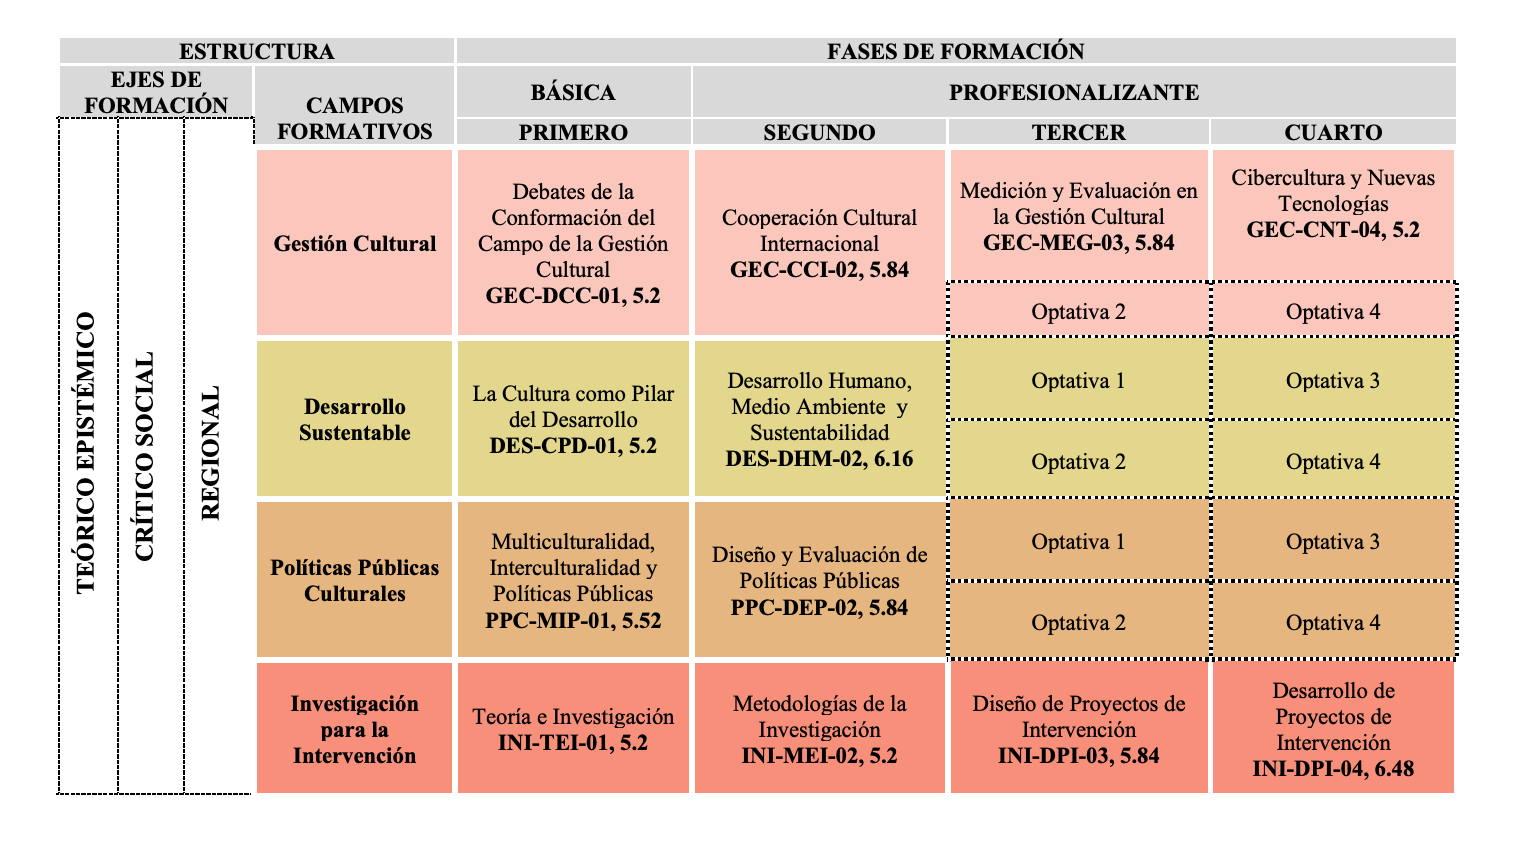 ESTRUCTURA
FASES DE FORMACIÓN
EJES DE
FORMACIÓN
CAMPOS
FORMATIVOS
BÁSICA
PROFESIONALIZANTE
PRIMERO
SEGUNDO
TERCER
CUARTO
TEÓRICO EPISTÉMICO
CRÍTICO SOCIAL
REGIONAL
Gestión Cultural
Debates de la
Conformación del
Campo de la Gestión
Cultural
GEC-DCC-01, 5.2
Cooperación Cultural
Internacional
GEC-CCI-02, 5.84
Medición y Evaluación en
la Gestión Cultural
GEC-MEG-03, 5.84
Cibercultura y Nuevas
Tecnologías
GEC-CNT-04, 5.2
Optativa 2
Optativa 4
Desarrollo
Sustentable
La Cultura como Pilar
del Desarrollo
DES-CPD-01, 5.2
Desarrollo Humano,
Medio Ambiente y
Sustentabilidad
DES-DHM-02, 6.16
Optativa 1
Optativa 3
Optativa 2
Optativa 4
Políticas Públicas
Culturales
Multiculturalidad,
Interculturalidad y
Políticas Públicas
PPC-MIP-01, 5.52
Diseño y Evaluación de
Políticas Públicas
PPC-DEP-02, 5.84
Optativa 1
Optativa 3
Optativa 2
Optativa 4
Investigación
para la
Intervención
Teoría e Investigación
INI-TEI-01, 5.2
Metodologías de la
Investigación
INI-MEI-02, 5.2
Diseño de Proyectos de
Intervención
INI-DPI-03, 5.84
Desarrollo de
Proyectos de
Intervención
INI-DPI-04, 6.48